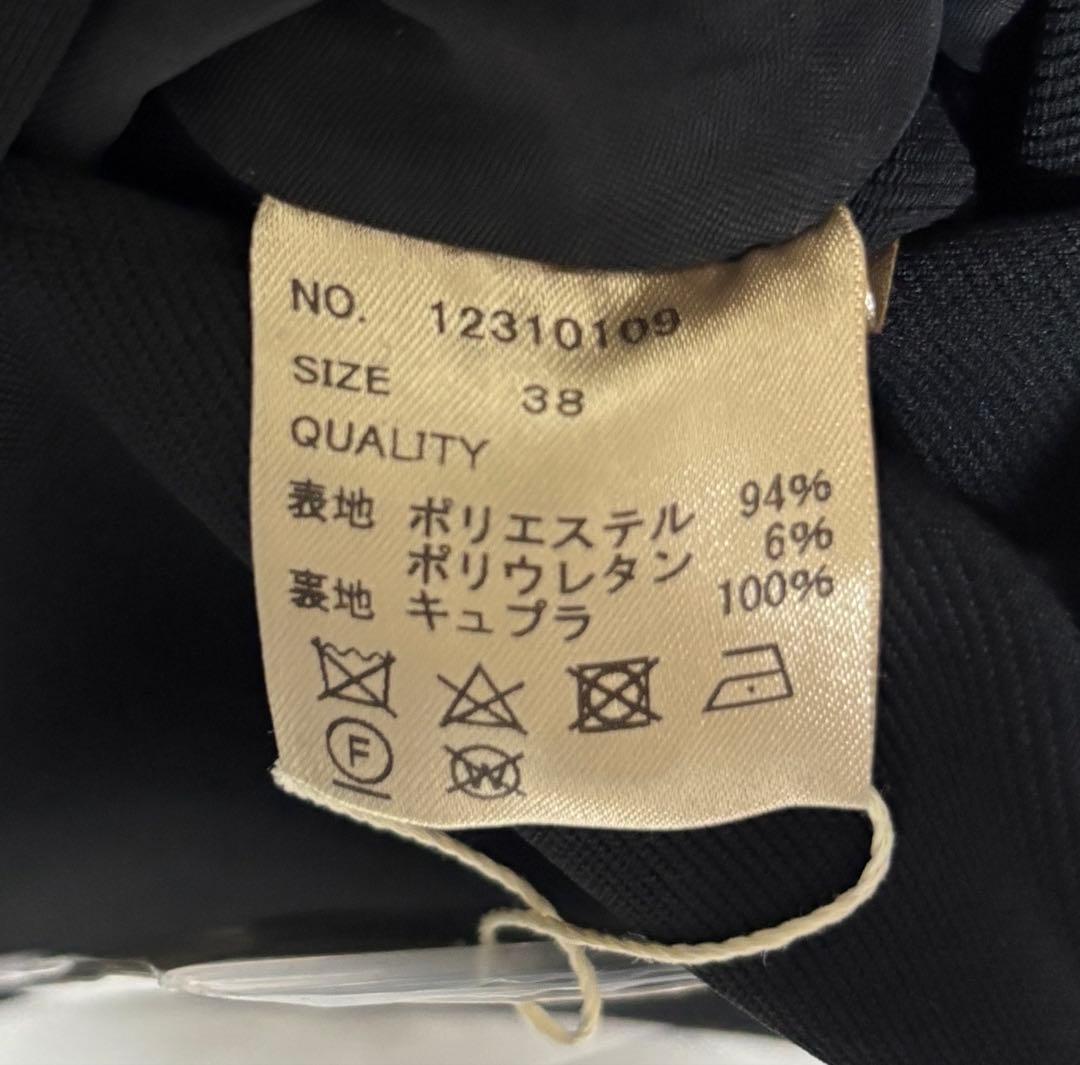 NO. 12310109
SIZE 38
QUALITY
表地 ポリエステル 94%
ポリウレタン 6%
裏地 キュプラ 100%
F W